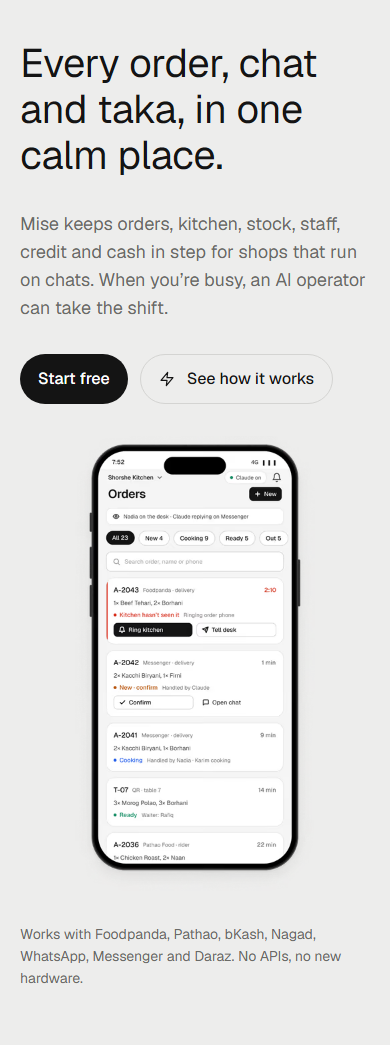 Every order, chat
and taka, in one
calm place.
Mise keeps orders, kitchen, stock, staff,
credit and cash in step for shops that run
on chats. When you’re busy, an AI operator
can take the shift.
Start free
See how it works
7:52 4G
Shorshe Kitchen Claude on
Orders + New
Nadia on the desk · Claude replying on Messenger
All 23 New 4 Cooking 9 Ready 5 Out 5
Search order, name or phone
A-2043 Foodpanda · delivery 2:10
1× Beef Tehari, 2× Borhani
Kitchen hasn't seen it Ringing order phone
Ring kitchen Tell desk
A-2042 Messenger · delivery 1 min
2× Kacchi Biryani, 1× Firni
New · confirm Handled by Claude
Confirm Open chat
A-2041 Messenger · delivery 9 min
2× Kacchi Biryani, 1× Borhani
Cooking Handled by Nadia · Karim cooking
T-07 QR · table 7 14 min
3× Morog Polao, 3× Borhani
Ready Waiter: Rafiq
A-2036 Pathao Food · rider 22 min
1× Chicken Roast, 2× Naan
Works with Foodpanda, Pathao, bKash, Nagad,
WhatsApp, Messenger and Daraz. No APIs, no new
hardware.